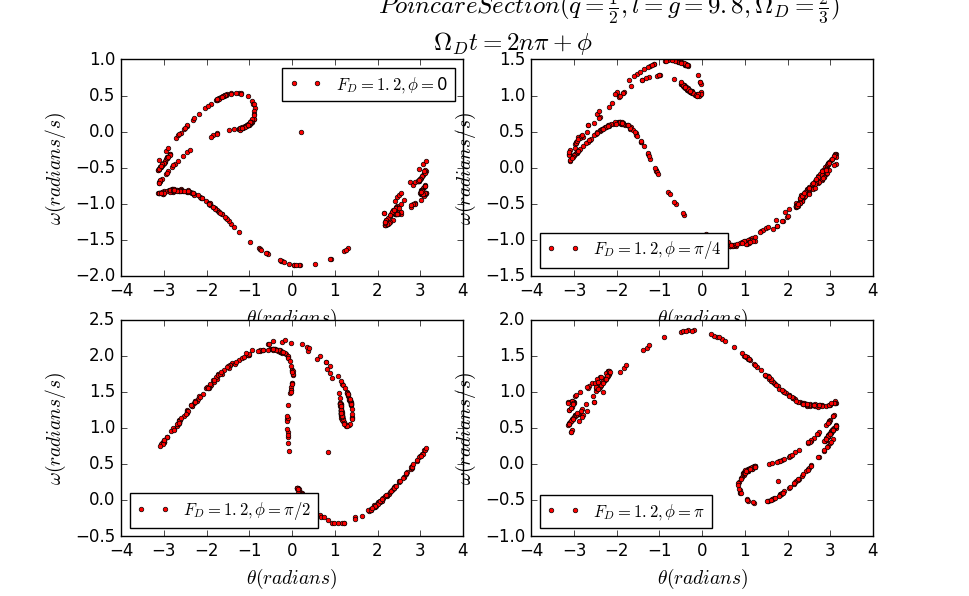 PoincareSection(q = 1/2, l = g = 9.8, Ω_D = 2/3)
Ω_D t = 2nπ + ϕ
1.0
0.5
0.0
−0.5
−1.0
−1.5
−2.0
ω(radians/s)
F_D = 1.2, ϕ = 0
−4 −3 −2 −1 0 1 2 3 4
θ(radians)
1.5
1.0
0.5
0.0
−0.5
−1.0
−1.5
ω(radians/s)
F_D = 1.2, ϕ = π/4
−4 −3 −2 −1 0 1 2 3 4
θ(radians)
2.5
2.0
1.5
1.0
0.5
0.0
−0.5
ω(radians/s)
F_D = 1.2, ϕ = π/2
−4 −3 −2 −1 0 1 2 3 4
θ(radians)
2.0
1.5
1.0
0.5
0.0
−0.5
−1.0
ω(radians/s)
F_D = 1.2, ϕ = π
−4 −3 −2 −1 0 1 2 3 4
θ(radians)